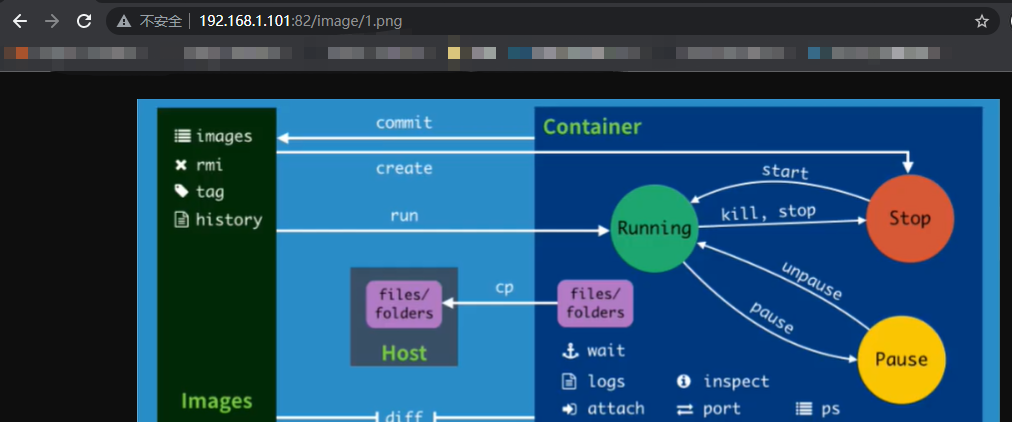 不安全 | 192.168.1.101:82/image/1.png
commit
Container
images
create
start
rmi
tag
run
kill, stop
history
Running
Stop
unpause
cp
files/
folders
files/
folders
pause
Host
wait
Pause
logs
inspect
Images
attach
port
ps
diff